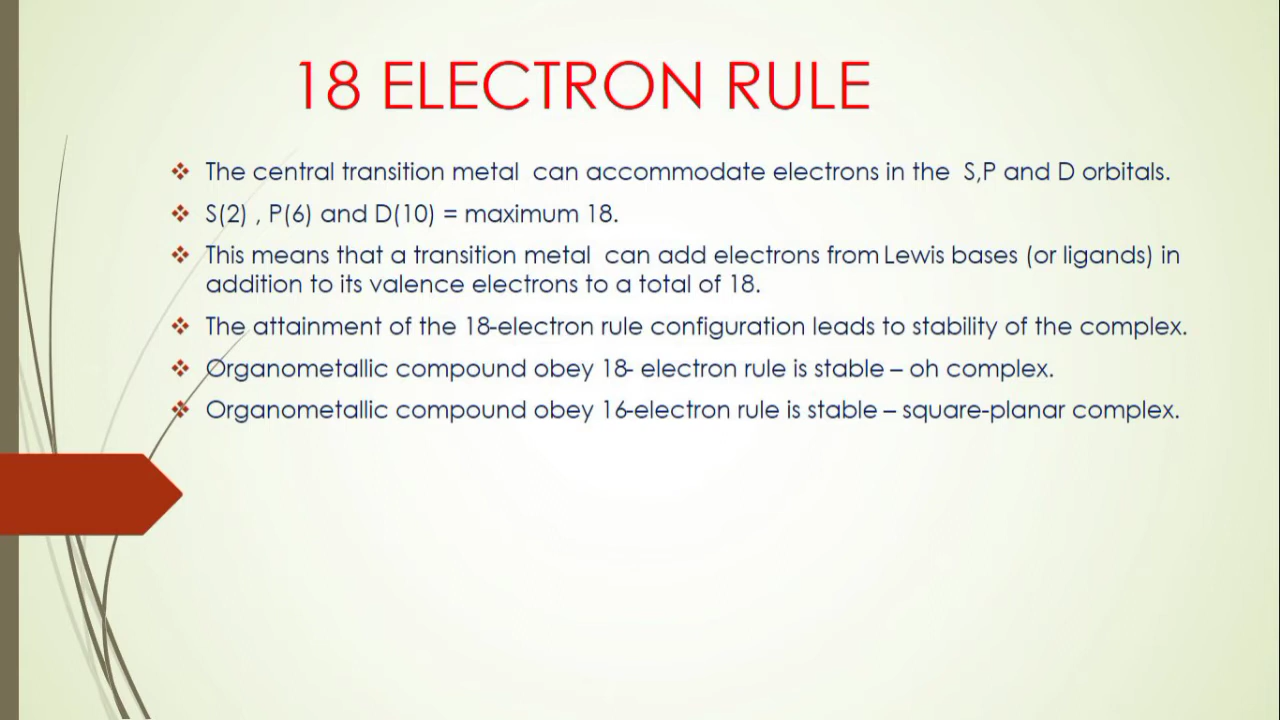 18 ELECTRON RULE
The central transition metal can accommodate electrons in the S,P and D orbitals.
S(2) , P(6) and D(10) = maximum 18.
This means that a transition metal can add electrons from Lewis bases (or ligands) in
addition to its valence electrons to a total of 18.
The attainment of the 18-electron rule configuration leads to stability of the complex.
Organometallic compound obey 18- electron rule is stable – oh complex.
Organometallic compound obey 16-electron rule is stable – square-planar complex.